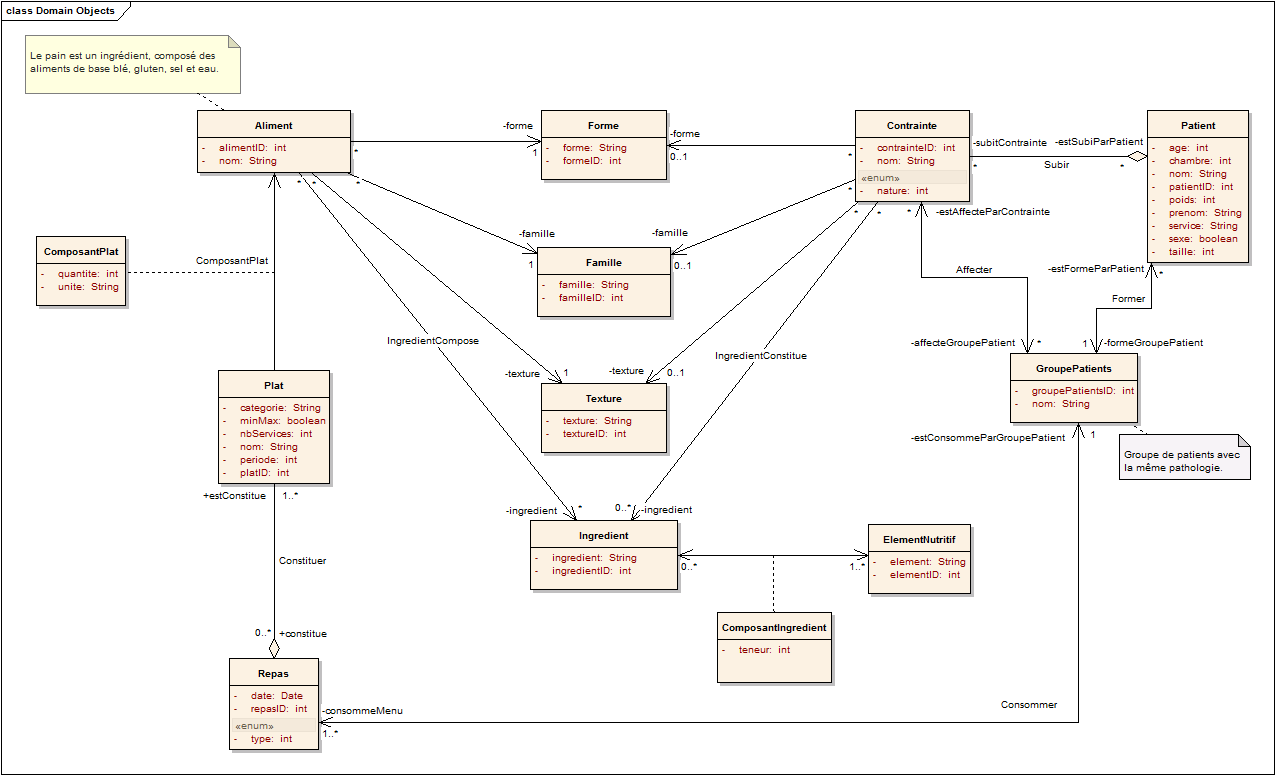 class Domain Objects
Le pain est un ingrédient, composé des
aliments de base blé, gluten, sel et eau.
Aliment
- alimentID: int
- nom: String
Forme
- forme: String
- formeID: int
Contrainte
- contrainteID: int
- nom: String
«enum»
- nature: int
Patient
- age: int
- chambre: int
- nom: String
- patientID: int
- poids: int
- prenom: String
- service: String
- sexe: boolean
- taille: int
-forme
1
*
-forme
0..1
*
-subitContrainte
*
-estSubiParPatient
*
Subir
*
*
*
-famille
1
-famille
0..1
*
*
*
*
-estAffecteParContrainte
ComposantPlat
- quantite: int
- unite: String
ComposantPlat
Famille
- famille: String
- familleID: int
Affecter
-estFormeParPatient
*
Former
-affecteGroupePatient
*
1
-formeGroupePatient
IngredientCompose
IngredientConstitue
-texture
1
-texture
0..1
Plat
- categorie: String
- minMax: boolean
- nbServices: int
- nom: String
- periode: int
- platID: int
Texture
- texture: String
- textureID: int
GroupePatients
- groupePatientsID: int
- nom: String
-estConsommeParGroupePatient
1
Groupe de patients avec
la même pathologie.
+estConstitue
1..*
-ingredient
*
0..*
-ingredient
Ingredient
- ingredient: String
- ingredientID: int
0..*
1..*
ElementNutritif
- element: String
- elementID: int
Constituer
ComposantIngredient
- teneur: int
0..*
+constitue
Repas
- date: Date
- repasID: int
«enum»
- type: int
-consommeMenu
1..*
Consommer